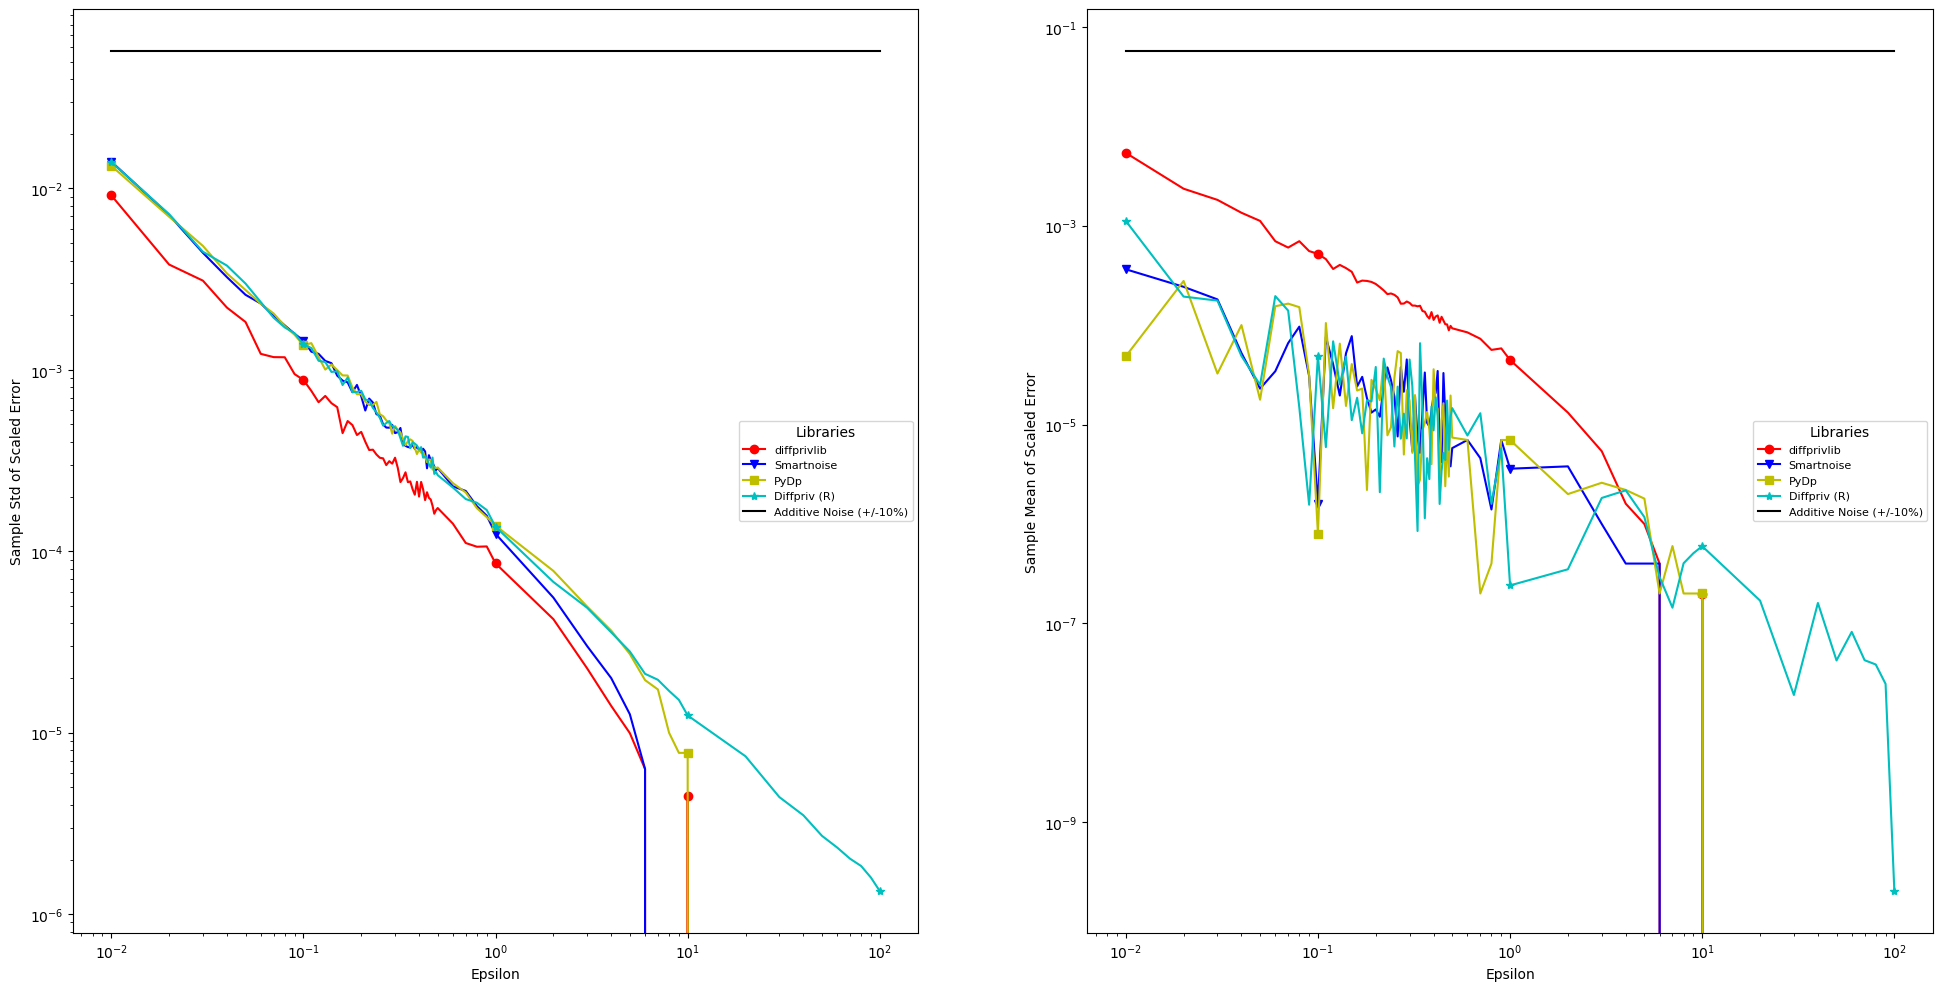 Sample Std of Scaled Error
10⁻²
10⁻³
10⁻⁴
10⁻⁵
10⁻⁶
10⁻²
10⁻¹
10⁰
10¹
10²
Epsilon
Libraries
diffprivlib
Smartnoise
PyDp
Diffpriv (R)
Additive Noise (+/-10%)
Sample Mean of Scaled Error
10⁻¹
10⁻³
10⁻⁵
10⁻⁷
10⁻⁹
10⁻²
10⁻¹
10⁰
10¹
10²
Epsilon
Libraries
diffprivlib
Smartnoise
PyDp
Diffpriv (R)
Additive Noise (+/-10%)